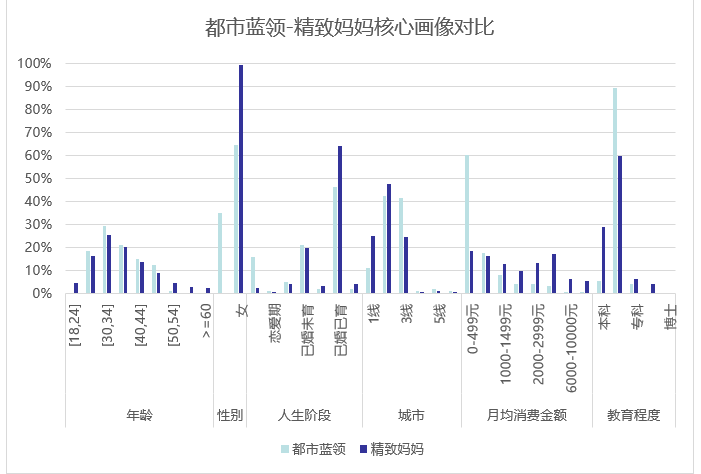 都市蓝领-精致妈妈核心画像对比
100%
90%
80%
70%
60%
50%
40%
30%
20%
10%
0%
[18,24]
[30,34]
[40,44]
[50,54]
>=60
女
恋爱期
已婚未育
已婚已育
1线
3线
5线
0-499元
1000-1499元
2000-2999元
6000-10000元
本科
专科
博士
年龄
性别
人生阶段
城市
月均消费金额
教育程度
都市蓝领
精致妈妈